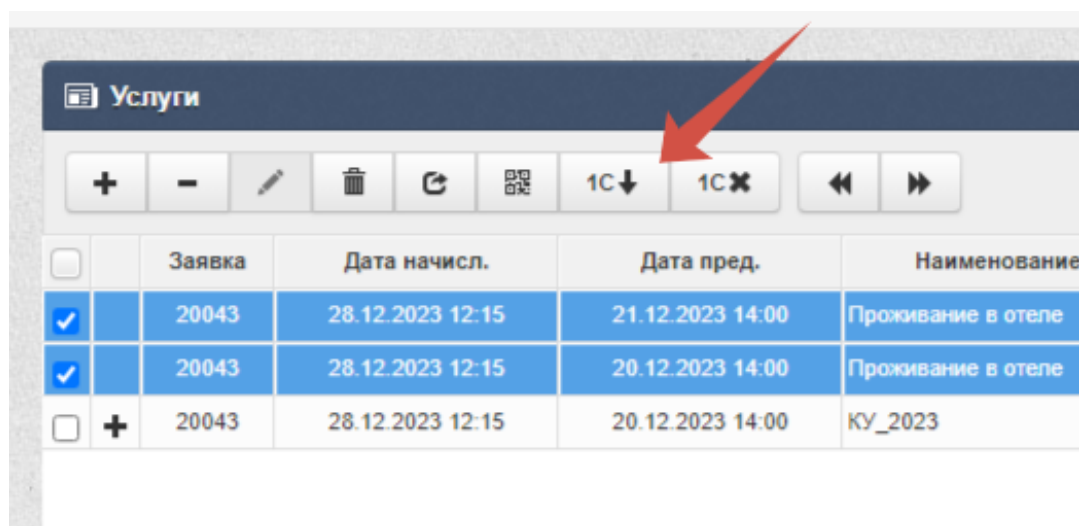 Услуги
1С 1С
Заявка Дата начисл. Дата пред. Наименование
20043 28.12.2023 12:15 21.12.2023 14:00 Проживание в отеле
20043 28.12.2023 12:15 20.12.2023 14:00 Проживание в отеле
20043 28.12.2023 12:15 20.12.2023 14:00 КУ_2023